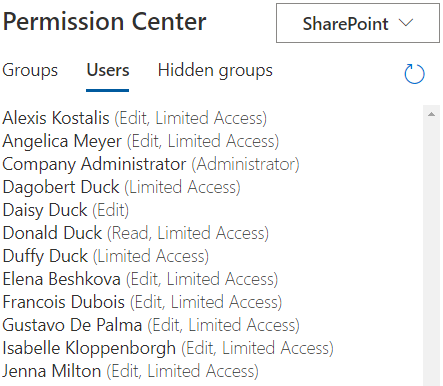 Permission Center
SharePoint
Groups Users Hidden groups
Alexis Kostalis (Edit, Limited Access)
Angelica Meyer (Edit, Limited Access)
Company Administrator (Administrator)
Dagobert Duck (Limited Access)
Daisy Duck (Edit)
Donald Duck (Read, Limited Access)
Duffy Duck (Limited Access)
Elena Beshkova (Edit, Limited Access)
Francois Dubois (Edit, Limited Access)
Gustavo De Palma (Edit, Limited Access)
Isabelle Kloppenborgh (Edit, Limited Access)
Jenna Milton (Edit, Limited Access)